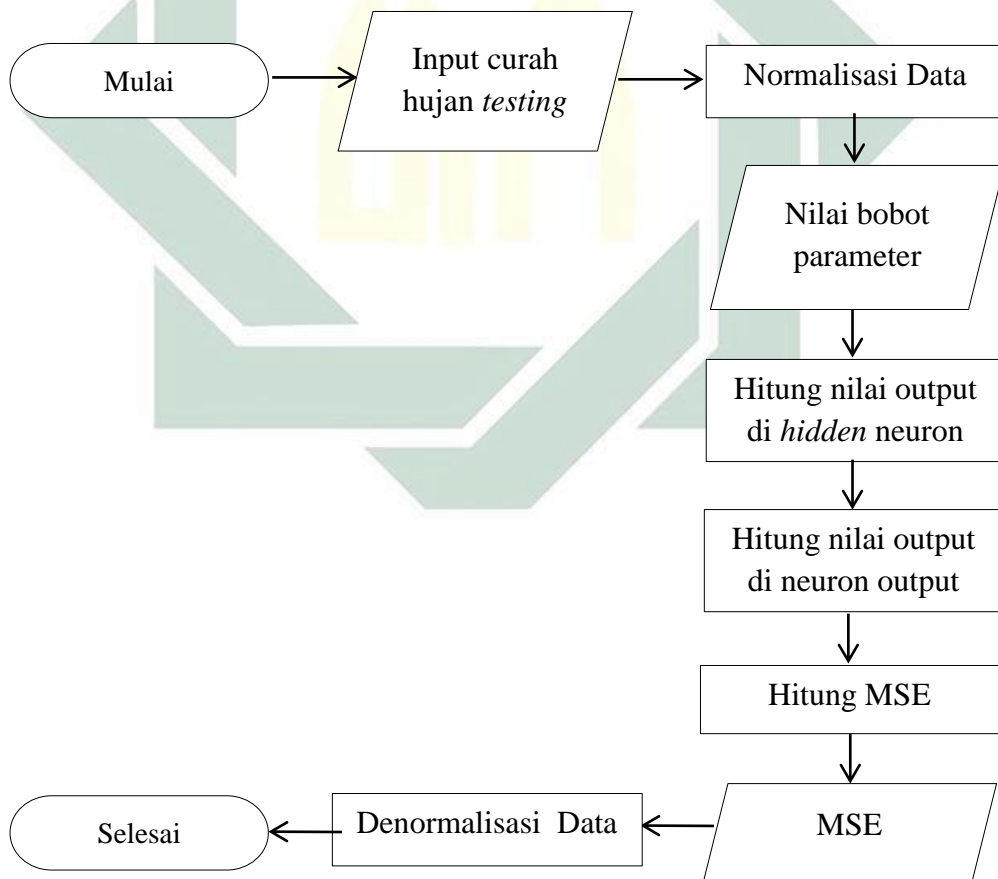 Mulai
Input curah
hujan testing
Normalisasi Data
Nilai bobot
parameter
Hitung nilai output
di hidden neuron
Hitung nilai output
di neuron output
Hitung MSE
MSE
Denormalisasi Data
Selesai